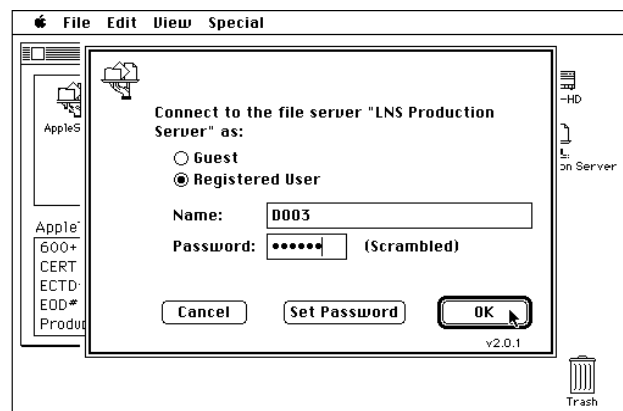 File Edit View Special
AppleS
Connect to the file server "LNS Production
Server" as:
Guest
Registered User
Name: D003
Password: •••••• (Scrambled)
Cancel Set Password OK
v2.0.1
AppleT
600+
CERT
ECTD
EOD#
Produ
-HD
on Server
Trash